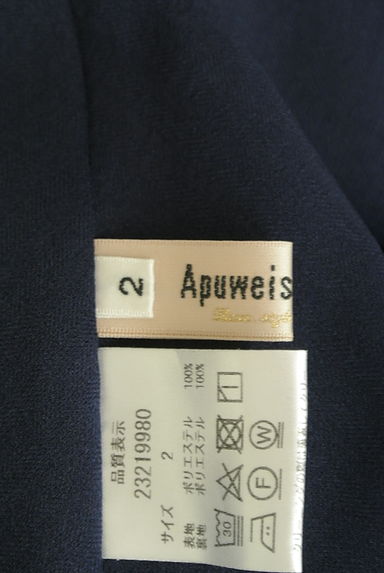 2
Apuweis
品質表示
23219980
サイズ 2
表地 ポリエステル 100%
裏地 ポリエステル 100%
30
W
F